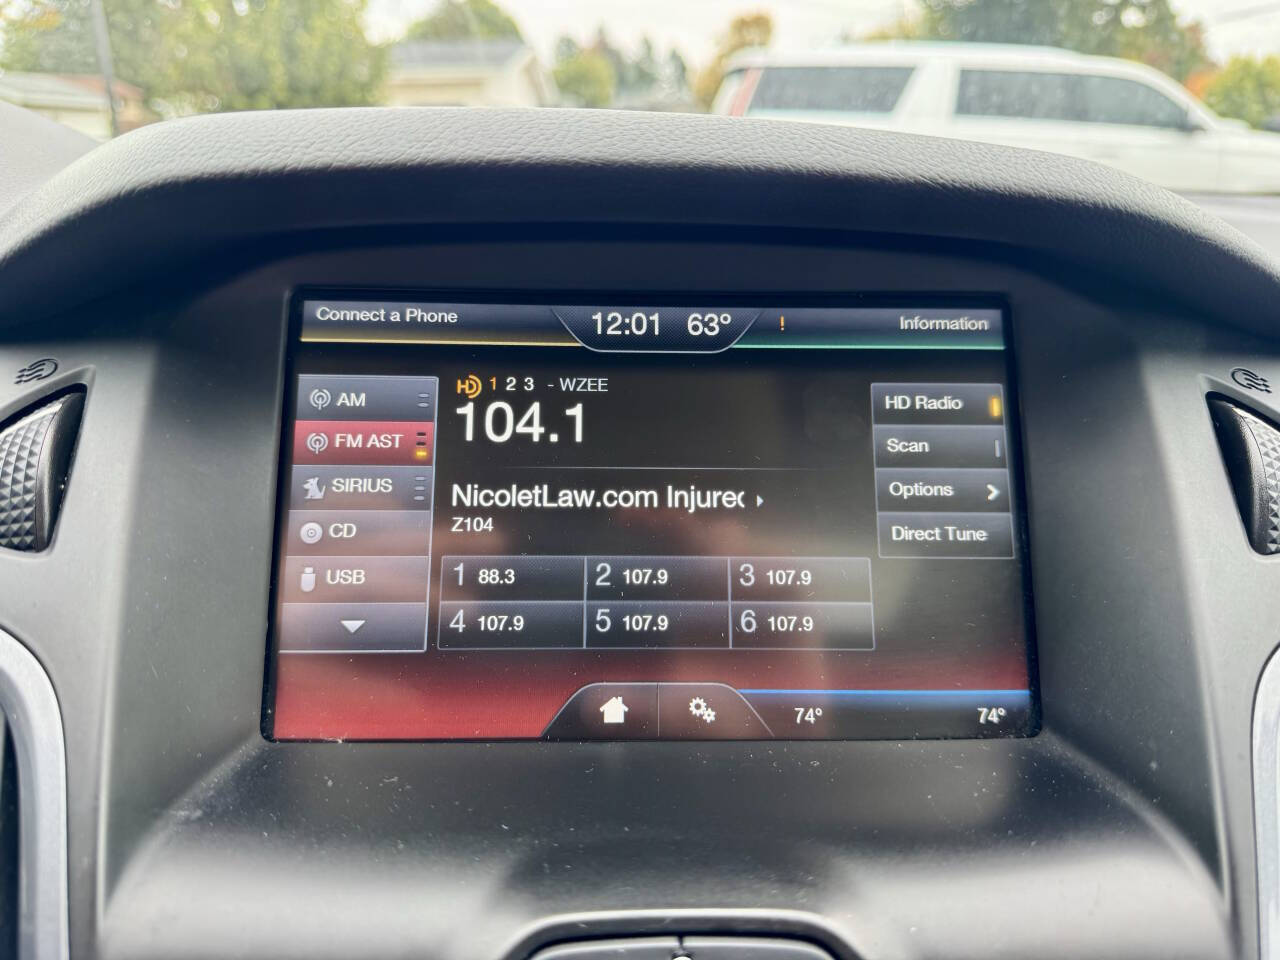 Connect a Phone
12:01 63°
!
Information
AM
FM AST
SIRIUS
CD
USB
HD 1 2 3 - WZEE
104.1
NicoletLaw.com Injured
Z104
1 88.3
2 107.9
3 107.9
4 107.9
5 107.9
6 107.9
HD Radio
Scan
Options
Direct Tune
74°
74°